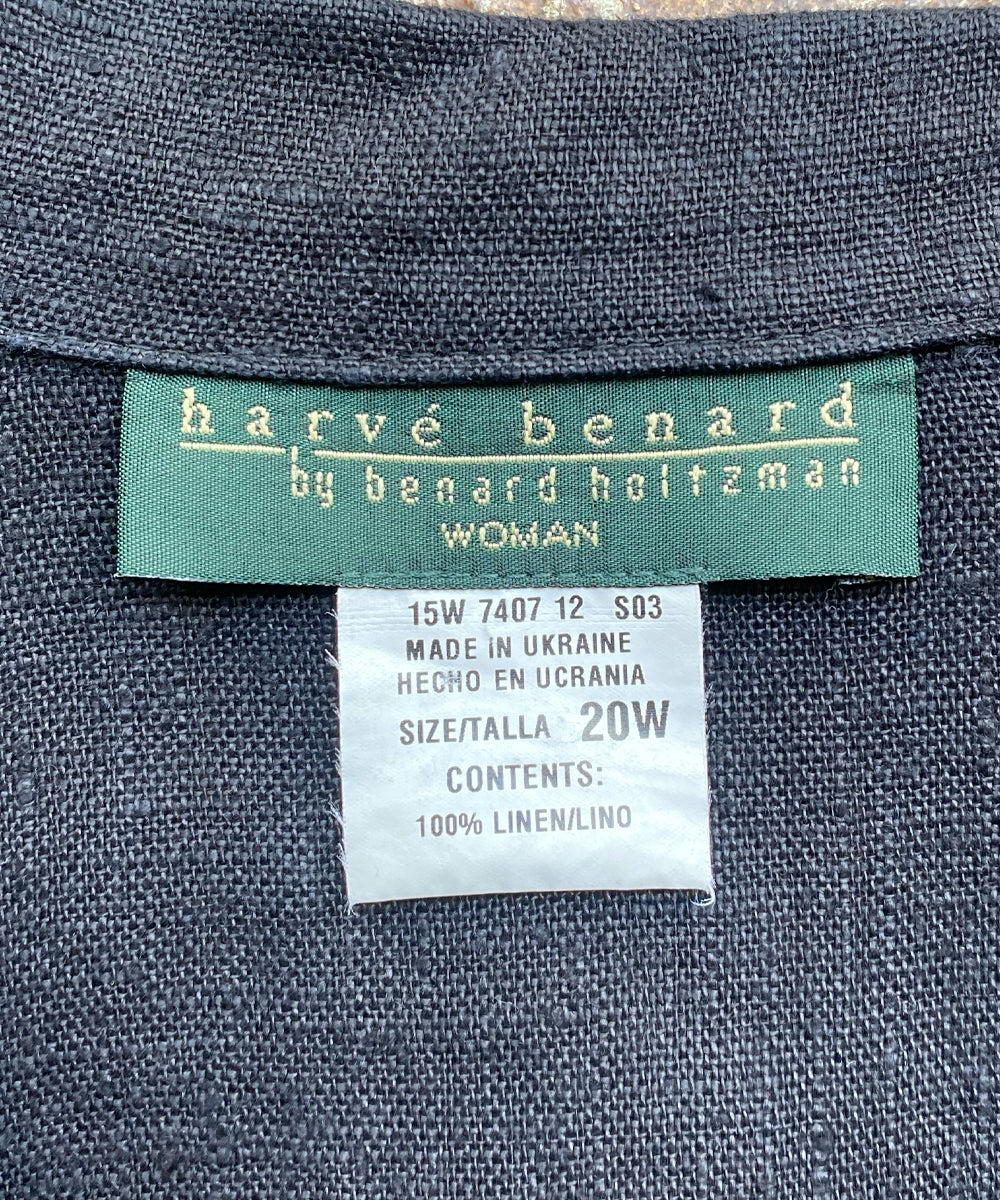 harvé benard
by benard holtzman
WOMAN
15W 7407 12 S03
MADE IN UKRAINE
HECHO EN UCRANIA
SIZE/TALLA 20W
CONTENTS:
100% LINEN/LINO